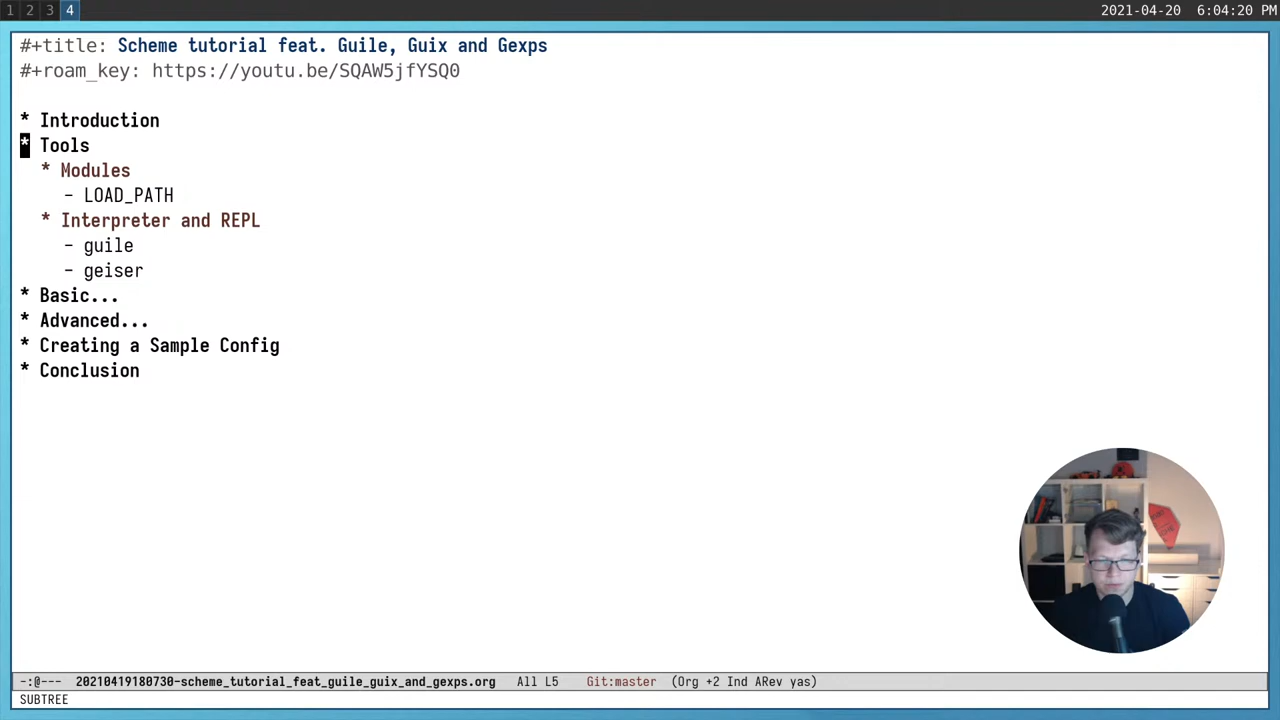 1 2 3 4 2021-04-20 6:04:20 PM
#+title: Scheme tutorial feat. Guile, Guix and Gexps
#+roam_key: https://youtu.be/SQAW5jfYSQ0
* Introduction
* Tools
* Modules
- LOAD_PATH
* Interpreter and REPL
- guile
- geiser
* Basic...
* Advanced...
* Creating a Sample Config
* Conclusion
-:@--- 20210419180730-scheme_tutorial_feat_guile_guix_and_gexps.org All L5 Git:master (Org +2 Ind ARev yas)
SUBTREE